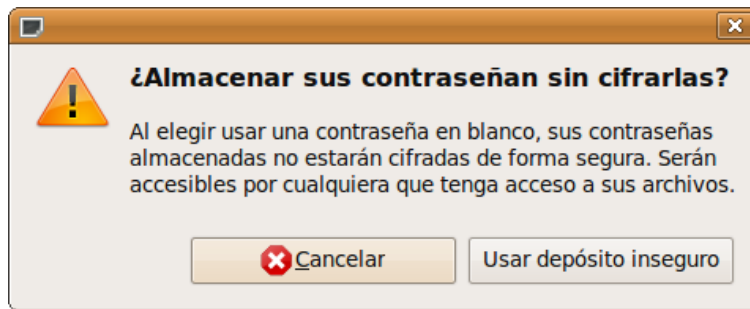 ¿Almacenar sus contraseñan sin cifrarlas?
Al elegir usar una contraseña en blanco, sus contraseñas
almacenadas no estarán cifradas de forma segura. Serán
accesibles por cualquiera que tenga acceso a sus archivos.
Cancelar
Usar depósito inseguro